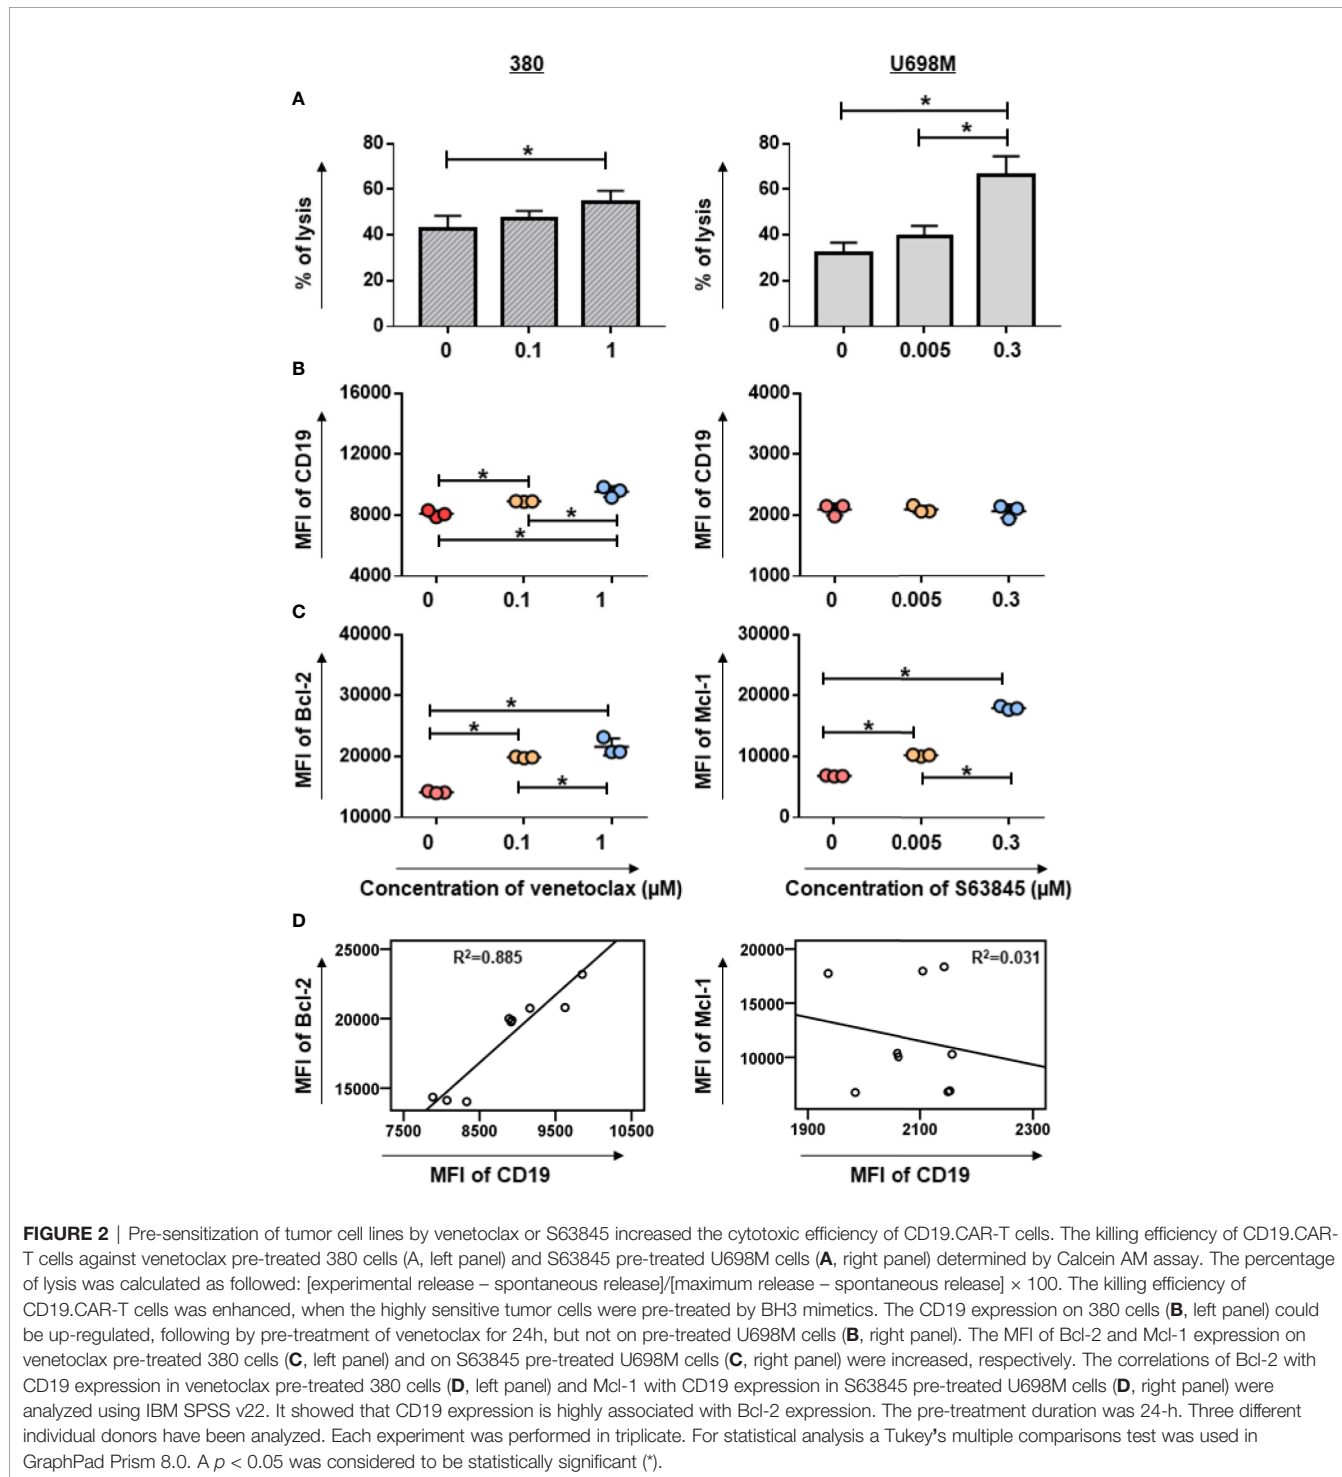 380
U698M
A
*
80
60
40
20
0
% of lysis
0 0.1 1
*
*
80
60
40
20
0
% of lysis
0 0.005 0.3
B
16000
12000
8000
4000
MFI of CD19
*
*
*
0 0.1 1
4000
3000
2000
1000
MFI of CD19
0 0.005 0.3
C
40000
30000
20000
10000
MFI of Bcl-2
*
*
*
0 0.1 1
Concentration of venetoclax (µM)
30000
20000
10000
0
MFI of Mcl-1
*
*
*
0 0.005 0.3
Concentration of S63845 (µM)
D
25000
20000
15000
MFI of Bcl-2
R²=0.885
7500 8500 9500 10500
MFI of CD19
20000
15000
10000
MFI of Mcl-1
R²=0.031
1900 2100 2300
MFI of CD19
FIGURE 2 | Pre-sensitization of tumor cell lines by venetoclax or S63845 increased the cytotoxic efficiency of CD19.CAR-T cells. The killing efficiency of CD19.CAR-
T cells against venetoclax pre-treated 380 cells (A, left panel) and S63845 pre-treated U698M cells (A, right panel) determined by Calcein AM assay. The percentage
of lysis was calculated as followed: [experimental release – spontaneous release]/[maximum release – spontaneous release] × 100. The killing efficiency of
CD19.CAR-T cells was enhanced, when the highly sensitive tumor cells were pre-treated by BH3 mimetics. The CD19 expression on 380 cells (B, left panel) could
be up-regulated, following by pre-treatment of venetoclax for 24h, but not on pre-treated U698M cells (B, right panel). The MFI of Bcl-2 and Mcl-1 expression on
venetoclax pre-treated 380 cells (C, left panel) and on S63845 pre-treated U698M cells (C, right panel) were increased, respectively. The correlations of Bcl-2 with
CD19 expression in venetoclax pre-treated 380 cells (D, left panel) and Mcl-1 with CD19 expression in S63845 pre-treated U698M cells (D, right panel) were
analyzed using IBM SPSS v22. It showed that CD19 expression is highly associated with Bcl-2 expression. The pre-treatment duration was 24-h. Three different
individual donors have been analyzed. Each experiment was performed in triplicate. For statistical analysis a Tukey's multiple comparisons test was used in
GraphPad Prism 8.0. A p < 0.05 was considered to be statistically significant (*).